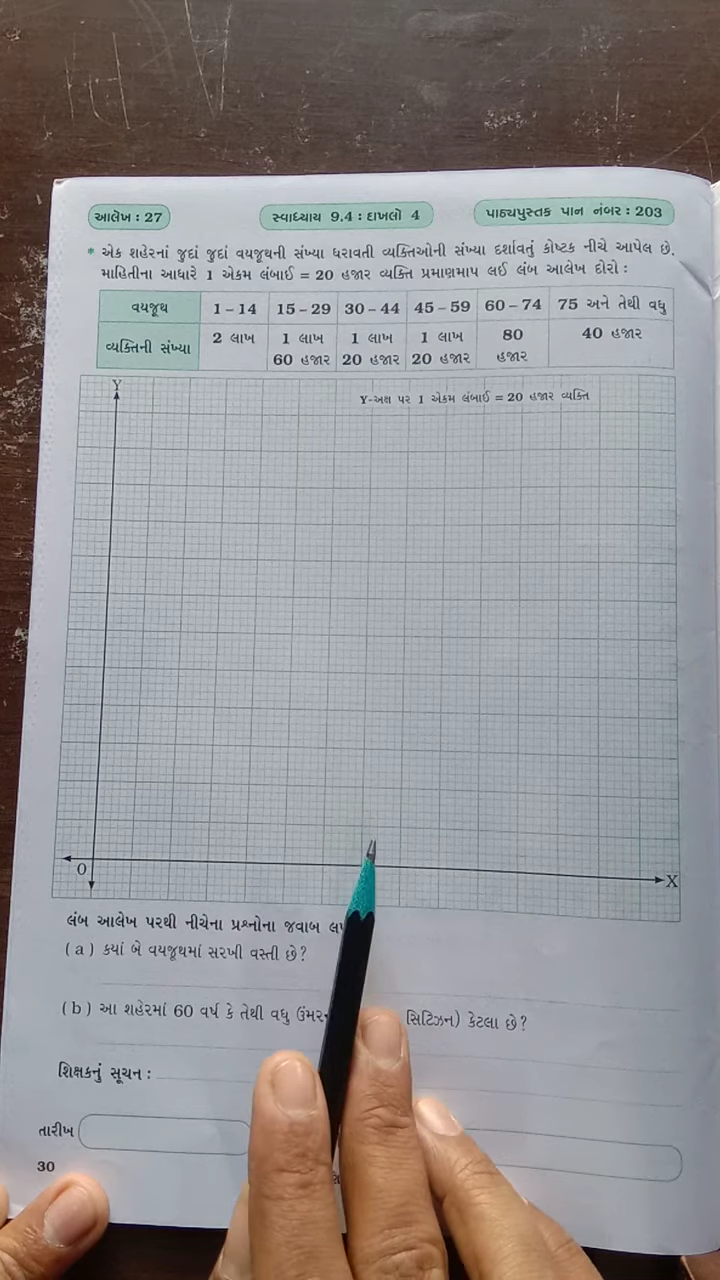 આલેખ : 27
સ્વાધ્યાય 9.4 : દાખલો 4
પાઠ્યપુસ્તક પાન નંબર : 203
* એક શહેરનાં જુદાં જુદાં વયજૂથની સંખ્યા ધરાવતી વ્યક્તિઓની સંખ્યા દર્શાવતું કોષ્ટક નીચે આપેલ છે.
માહિતીના આધારે 1 એકમ લંબાઈ = 20 હજાર વ્યક્તિ પ્રમાણમાપ લઈ લંબ આલેખ દોરો :
વયજૂથ 1 – 14 15 – 29 30 – 44 45 – 59 60 – 74 75 અને તેથી વધુ
વ્યક્તિની સંખ્યા 2 લાખ 1 લાખ 60 હજાર 1 લાખ 20 હજાર 1 લાખ 20 હજાર 80 હજાર 40 હજાર
Y
Y-અક્ષ પર 1 એકમ લંબાઈ = 20 હજાર વ્યક્તિ
O
X
લંબ આલેખ પરથી નીચેના પ્રશ્નોના જવાબ
(a) કયાં બે વયજૂથમાં સરખી વસ્તી છે?
(b) આ શહેરમાં 60 વર્ષ કે તેથી વધુ સિટિઝન) કેટલા છે?
શિક્ષકનું સૂચન :
તારીખ
30